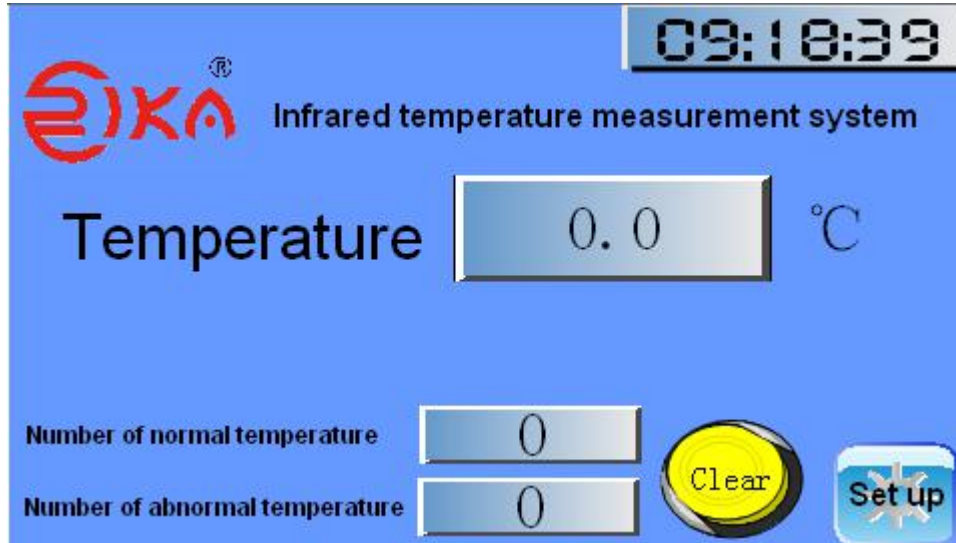 09:18:39
RIKA®
Infrared temperature measurement system
Temperature 0.0 ℃
Number of normal temperature 0
Number of abnormal temperature 0
Clear
Set up